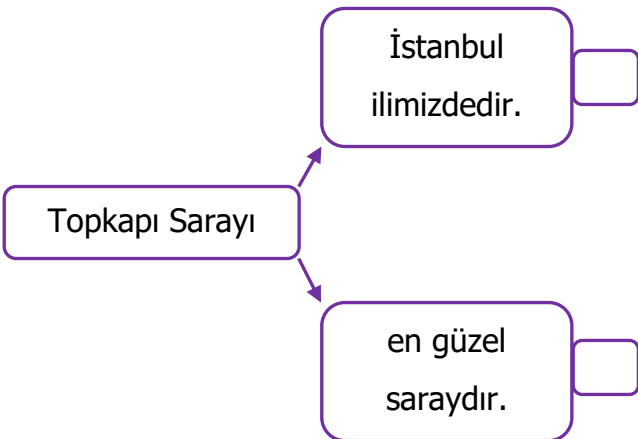 İstanbul
ilimizdedir.
Topkapı Sarayı
en güzel
saraydır.